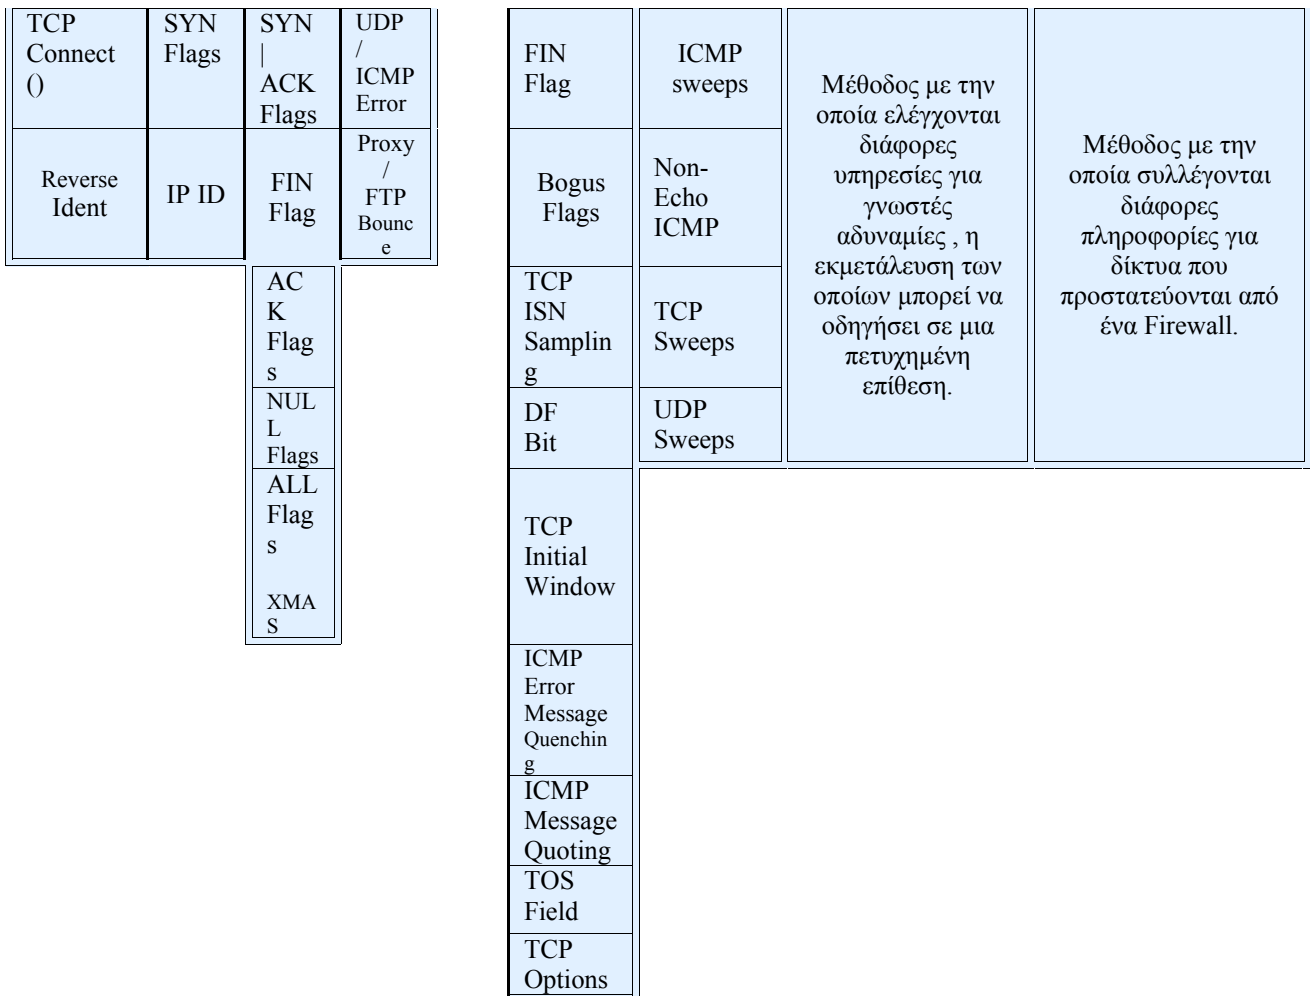 TCP
Connect
()
SYN
Flags
SYN
|
ACK
Flags
UDP
/
ICMP
Error
Reverse
Ident
IP ID
FIN
Flag
Proxy
/
FTP
Bounc
e
AC
K
Flag
s
NUL
L
Flags
ALL
Flag
s
XMA
S
FIN
Flag
ICMP
sweeps
Bogus
Flags
Non-
Echo
ICMP
TCP
ISN
Samplin
g
TCP
Sweeps
DF
Bit
UDP
Sweeps
TCP
Initial
Window
ICMP
Error
Message
Quenchin
g
ICMP
Message
Quoting
TOS
Field
TCP
Options
Μέθοδος με την
οποία ελέγχονται
διάφορες
υπηρεσίες για
γνωστές
αδυναμίες , η
εκμετάλευση των
οποίων μπορεί να
οδηγήσει σε μια
πετυχημένη
επίθεση.
Μέθοδος με την
οποία συλλέγονται
διάφορες
πληροφορίες για
δίκτυα που
προστατεύονται από
ένα Firewall.